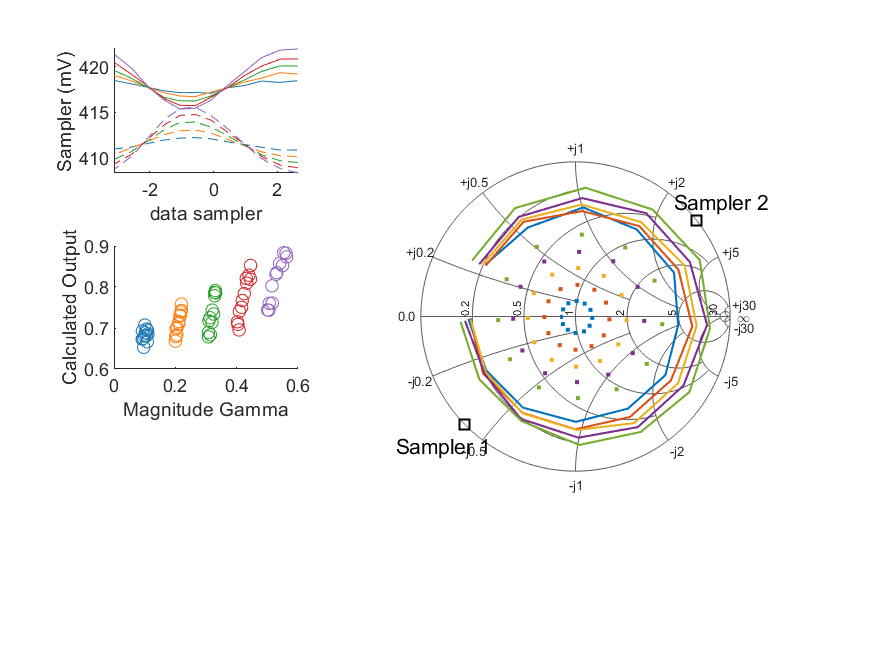 420
415
410
Sampler (mV)
-2
0
2
data sampler
0.9
0.8
0.7
0.6
Calculated Output
0
0.2
0.4
0.6
Magnitude Gamma
+j1
+j0.5
+j2
Sampler 2
+j0.2
+j5
0.0
0.2
0.5
1
2
5
30
+j30
∞
-j30
-j0.2
-j5
Sampler 1
-j0.5
-j2
-j1